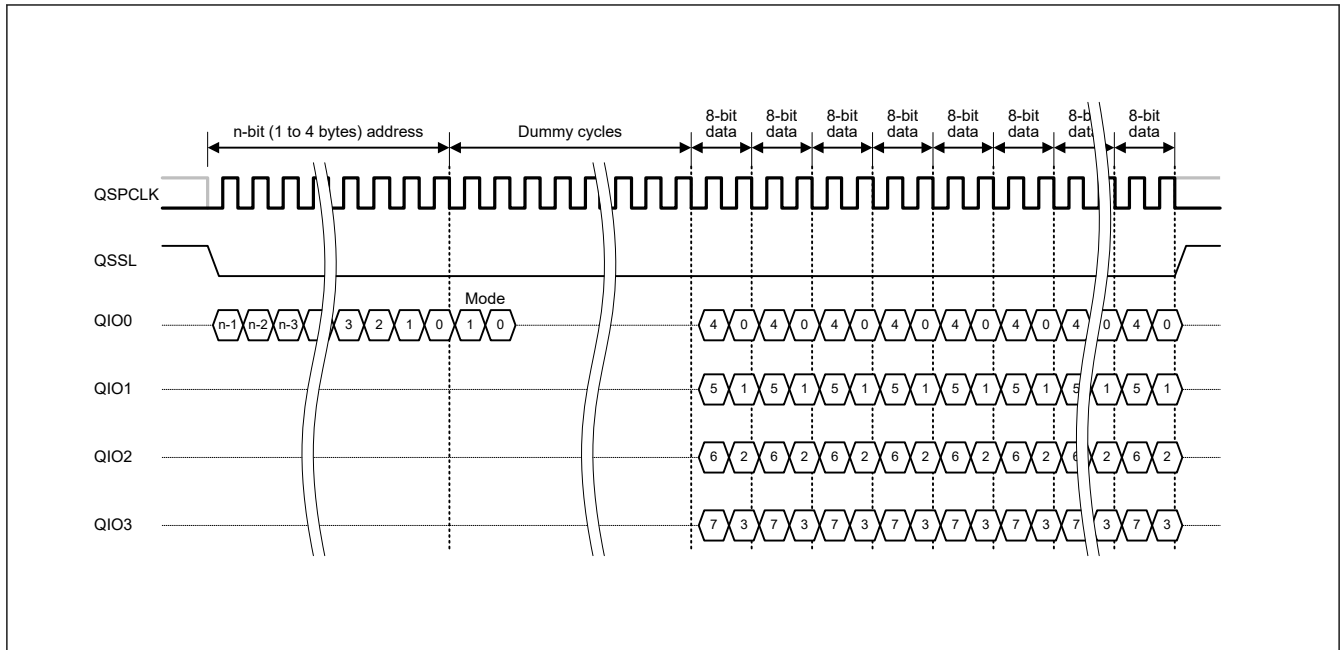 8-bit data 8-bit data 8-bit data 8-bit data 8-bit data 8-bit data 8-b data 8-bit data
n-bit (1 to 4 bytes) address Dummy cycles
QSPCLK
QSSL
Mode
QIO0 n-1 n-2 n-3 3 2 1 0 1 0 4 0 4 0 4 0 4 0 4 0 4 0 4 0 4 0
QIO1 5 1 5 1 5 1 5 1 5 1 5 1 5 1 5 1
QIO2 6 2 6 2 6 2 6 2 6 2 6 2 6 2 6 2
QIO3 7 3 7 3 7 3 7 3 7 3 7 3 7 3 7 3